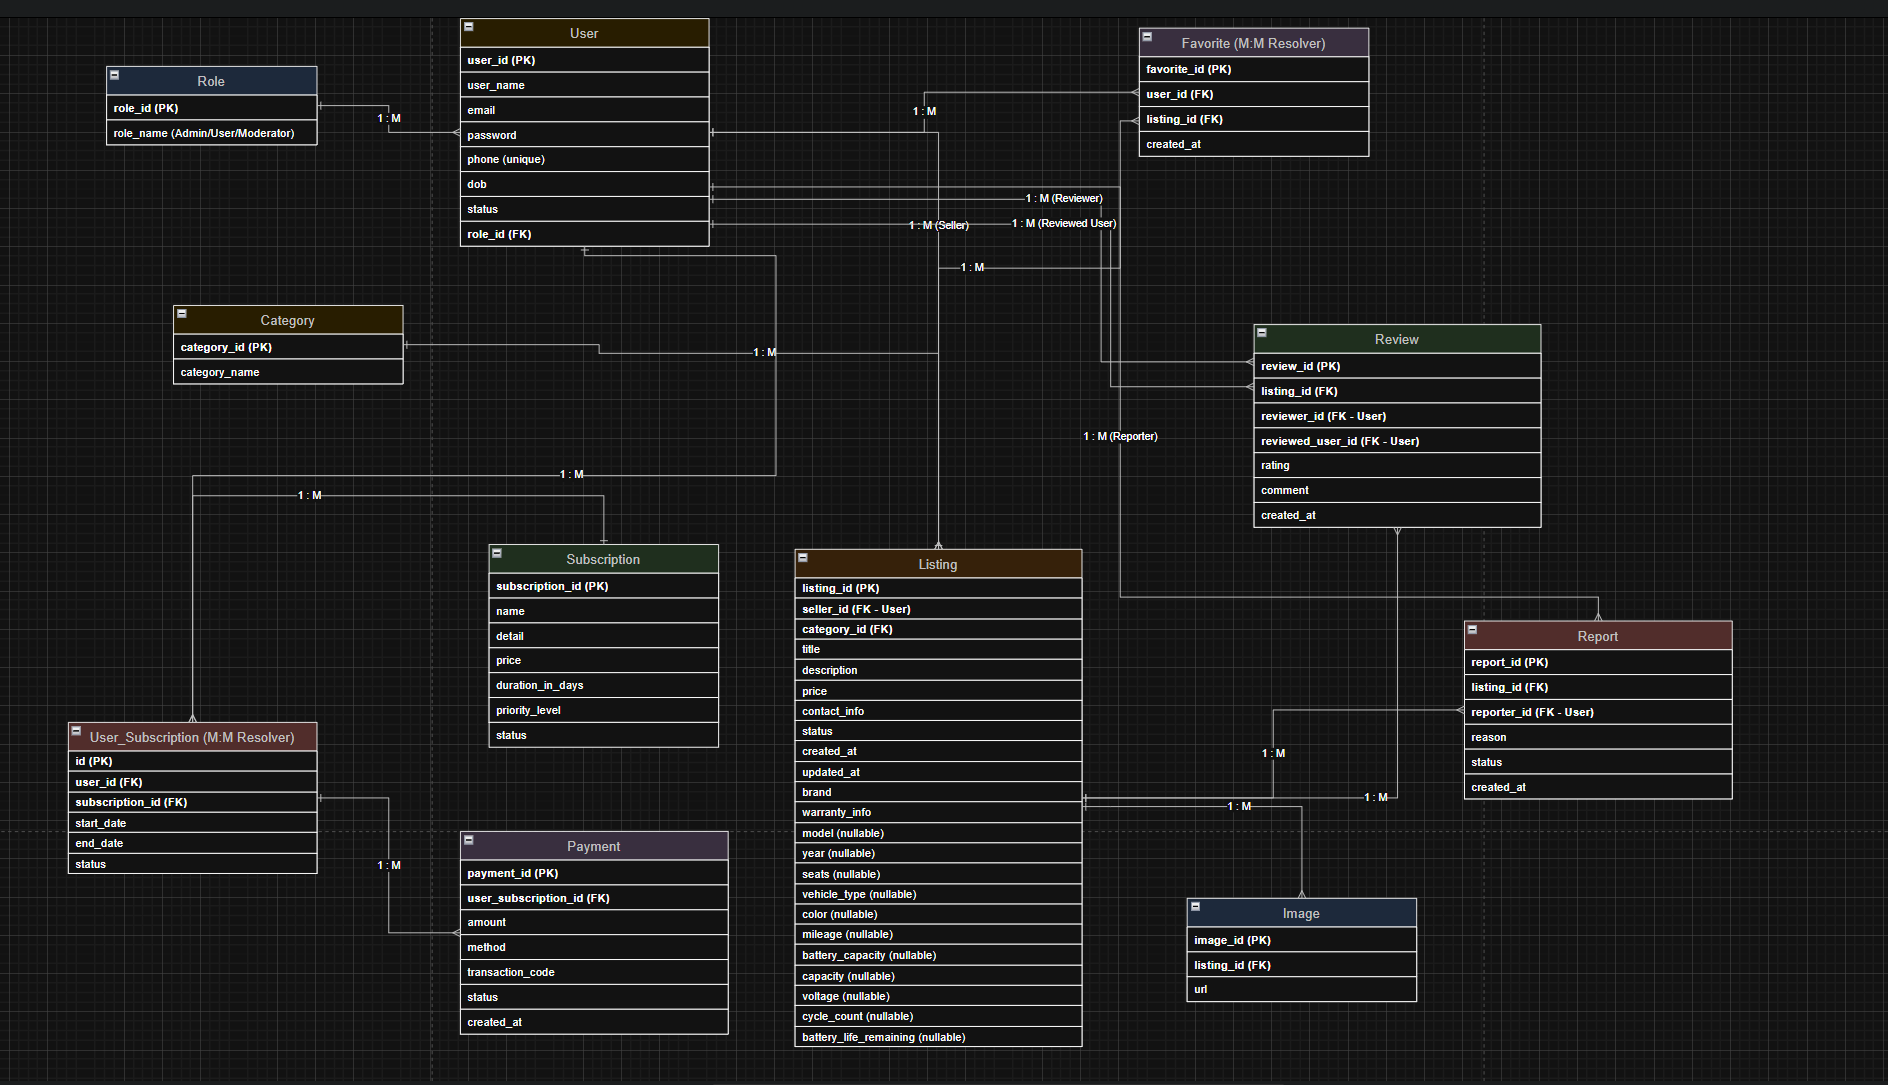 User
user_id (PK)
user_name
email
password
phone (unique)
dob
status
role_id (FK)
Favorite (M:M Resolver)
favorite_id (PK)
user_id (FK)
listing_id (FK)
created_at
Role
role_id (PK)
role_name (Admin/User/Moderator)
1 : M
1 : M
1 : M (Reviewer)
1 : M (Seller)
1 : M (Reviewed User)
1 : M
Category
category_id (PK)
category_name
1 : M
Review
review_id (PK)
listing_id (FK)
reviewer_id (FK - User)
reviewed_user_id (FK - User)
rating
comment
created_at
1 : M (Reporter)
1 : M
1 : M
Subscription
subscription_id (PK)
name
detail
price
duration_in_days
priority_level
status
Listing
listing_id (PK)
seller_id (FK - User)
category_id (FK)
title
description
price
contact_info
status
created_at
updated_at
brand
warranty_info
model (nullable)
year (nullable)
seats (nullable)
vehicle_type (nullable)
color (nullable)
mileage (nullable)
battery_capacity (nullable)
capacity (nullable)
voltage (nullable)
cycle_count (nullable)
battery_life_remaining (nullable)
Report
report_id (PK)
listing_id (FK)
reporter_id (FK - User)
reason
status
created_at
User_Subscription (M:M Resolver)
id (PK)
user_id (FK)
subscription_id (FK)
start_date
end_date
status
1 : M
1 : M
1 : M
1 : M
Payment
payment_id (PK)
user_subscription_id (FK)
amount
method
transaction_code
status
created_at
Image
image_id (PK)
listing_id (FK)
url